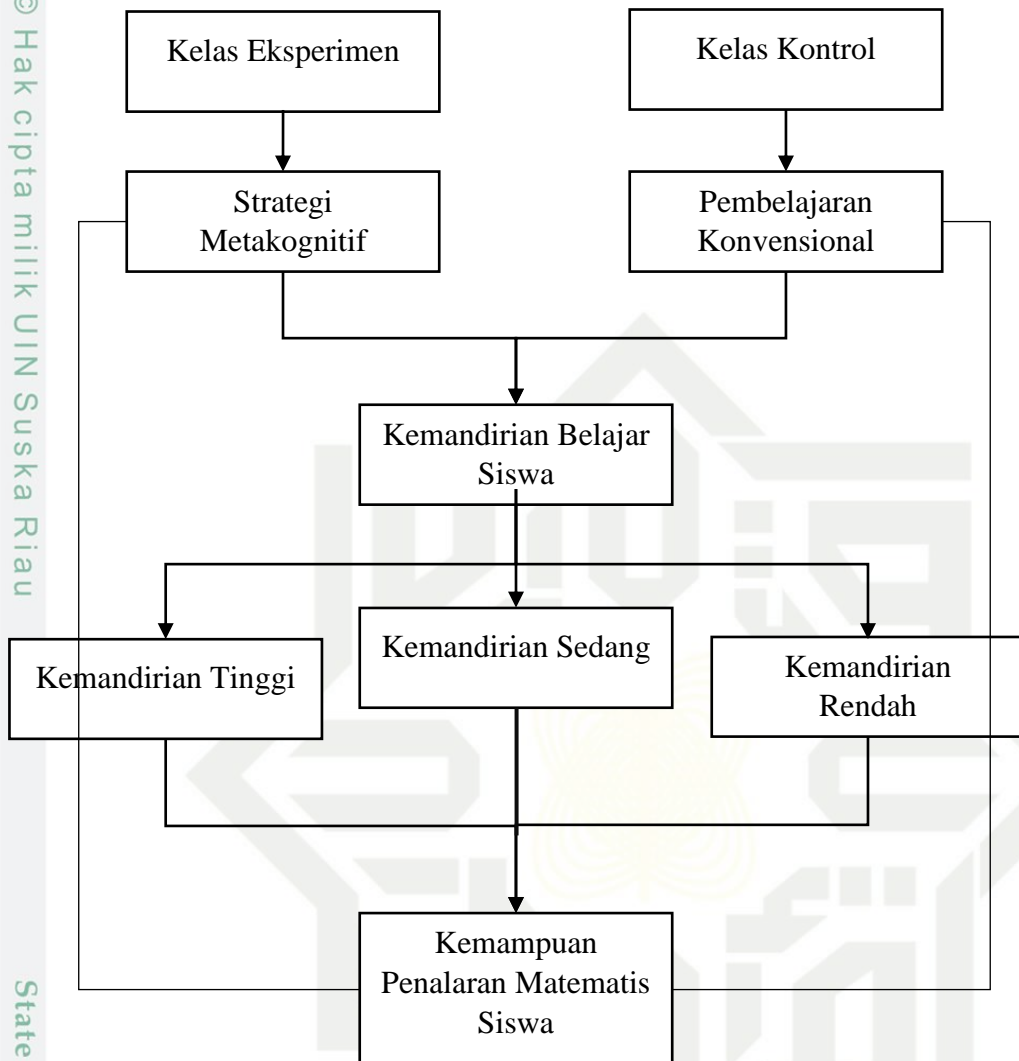 © Hak cipta milik UIN Suska Riau
State
Kelas Eksperimen
Kelas Kontrol
Strategi
Metakognitif
Pembelajaran
Konvensional
Kemandirian Belajar
Siswa
Kemandirian Tinggi
Kemandirian Sedang
Kemandirian
Rendah
Kemampuan
Penalaran Matematis
Siswa